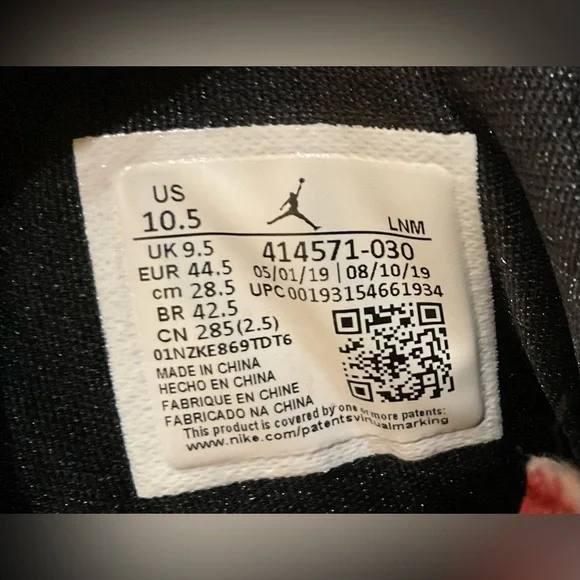 US
10.5
LNM
UK 9.5
EUR 44.5
cm 28.5
BR 42.5
CN 285(2.5)
414571-030
05/01/19 | 08/10/19
UPC00193154661934
01NZKE869TDT6
MADE IN CHINA
HECHO EN CHINA
FABRIQUE EN CHINE
FABRICADO NA CHINA
This product is covered by one or more patents:
www.nike.com/patentsvirtualmarking